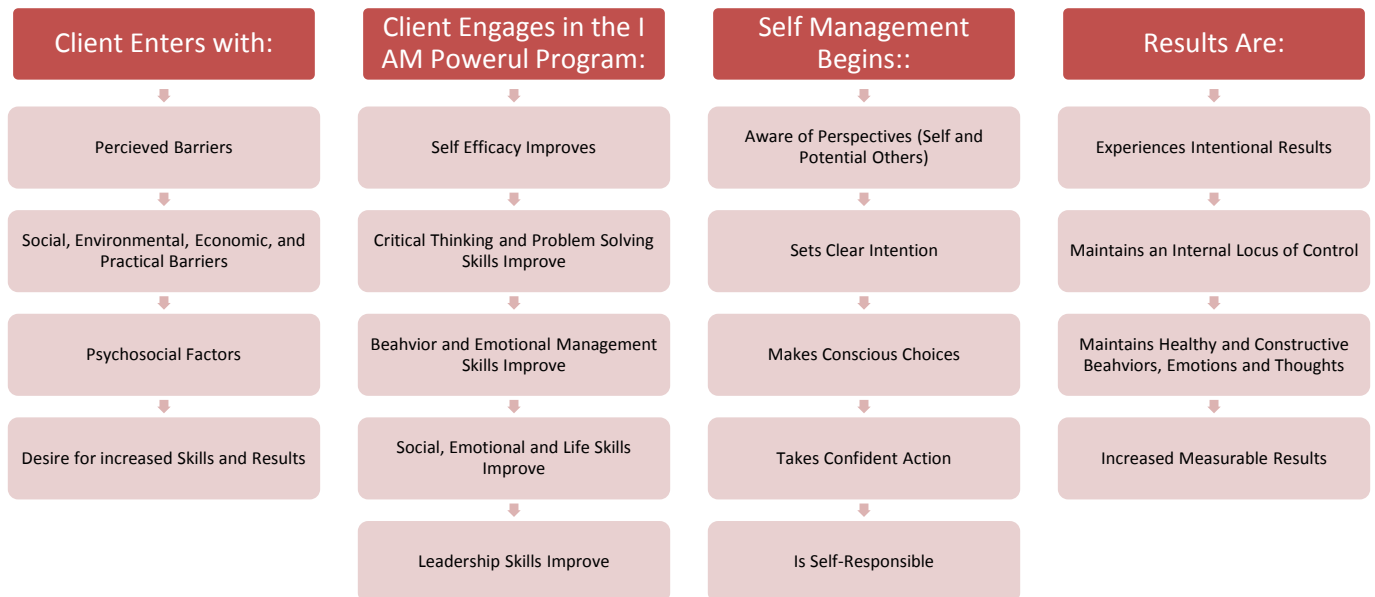 Client Enters with:
Percieved Barriers
Social, Environmental, Economic, and
Practical Barriers
Psychosocial Factors
Desire for increased Skills and Results
Client Engages in the I
AM Powerul Program:
Self Efficacy Improves
Critical Thinking and Problem Solving
Skills Improve
Beahvior and Emotional Management
Skills Improve
Social, Emotional and Life Skills
Improve
Leadership Skills Improve
Self Management
Begins::
Aware of Perspectives (Self and
Potential Others)
Sets Clear Intention
Makes Conscious Choices
Takes Confident Action
Is Self-Responsible
Results Are:
Experiences Intentional Results
Maintains an Internal Locus of Control
Maintains Healthy and Constructive
Beahviors, Emotions and Thoughts
Increased Measurable Results